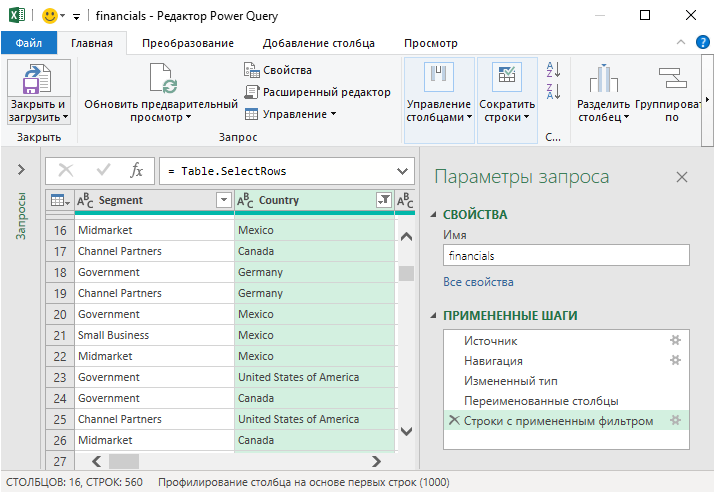 financials - Редактор Power Query
Файл Главная Преобразование Добавление столбца Просмотр
Закрыть и загрузить
Закрыть
Обновить предварительный просмотр
Свойства
Расширенный редактор
Управление
Запрос
Управление столбцами
Сократить строки
С...
Разделить столбец
Группировать по
Запросы
= Table.SelectRows
Segment Country
16 Midmarket Mexico
17 Channel Partners Canada
18 Government Germany
19 Channel Partners Germany
20 Government Mexico
21 Small Business Mexico
22 Midmarket Mexico
23 Government United States of America
24 Government Canada
25 Channel Partners United States of America
26 Midmarket Canada
27
Параметры запроса
СВОЙСТВА
Имя
financials
Все свойства
ПРИМЕНЕННЫЕ ШАГИ
Источник
Навигация
Измененный тип
Переименованные столбцы
Строки с примененным фильтром
СТОЛБЦОВ: 16, СТРОК: 560 Профилирование столбца на основе первых строк (1000)